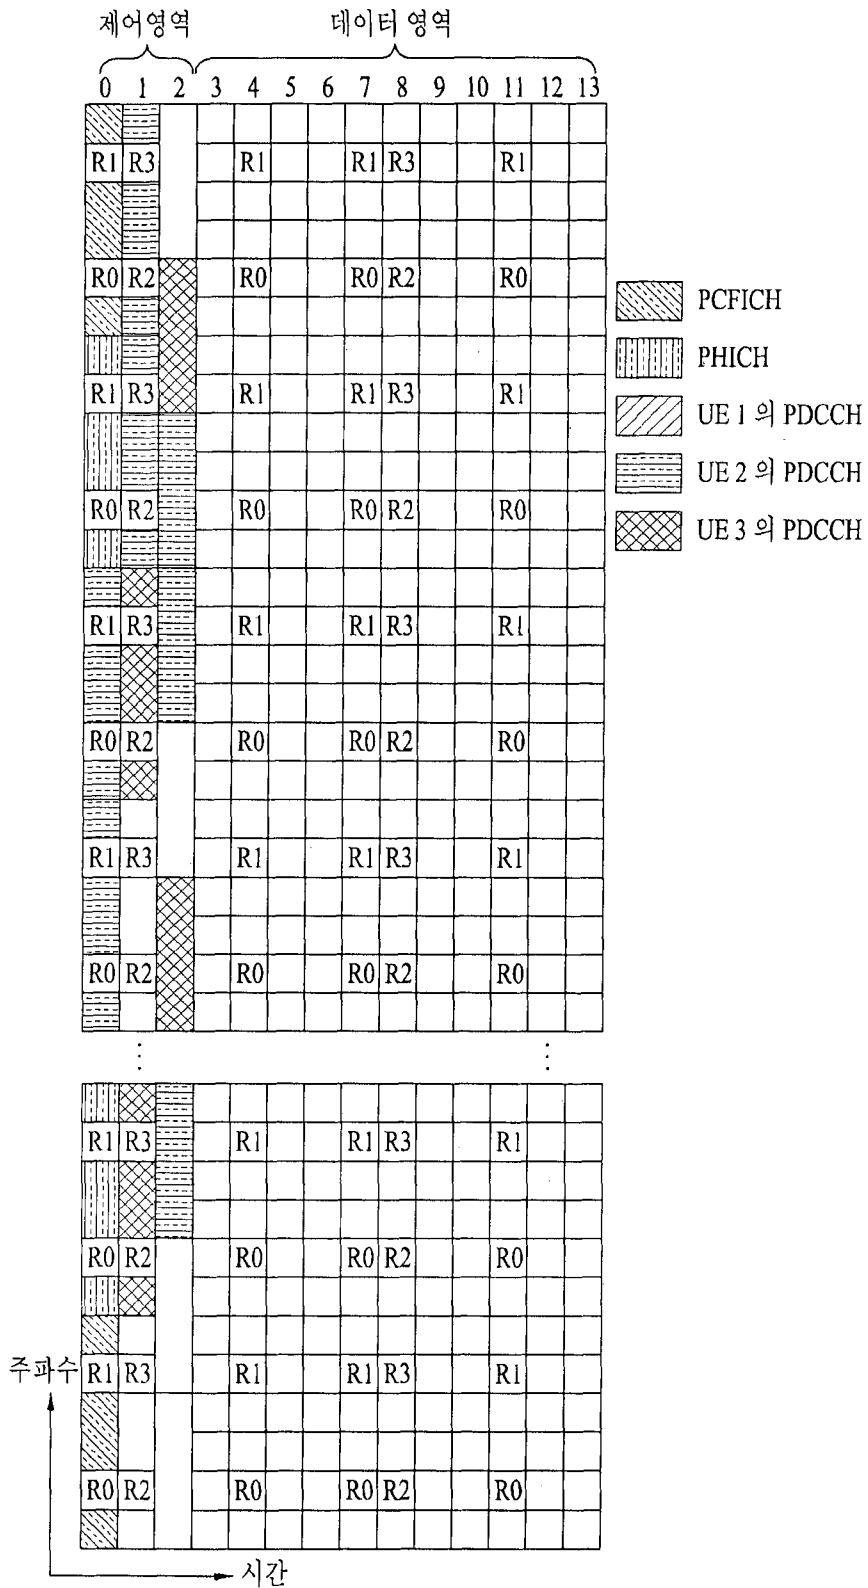 제어영역 데이터 영역
0 1 2 3 4 5 6 7 8 9 10 11 12 13
R1 R3 R1 R1 R3 R1
R0 R2 R0 R0 R2 R0
R1 R3 R1 R1 R3 R1
R0 R2 R0 R0 R2 R0
R1 R3 R1 R1 R3 R1
R0 R2 R0 R0 R2 R0
R1 R3 R1 R1 R3 R1
R0 R2 R0 R0 R2 R0
R1 R3 R1 R1 R3 R1
R0 R2 R0 R0 R2 R0
주파수 R1 R3 R1 R1 R3 R1
R0 R2 R0 R0 R2 R0
시간
PCFICH
PHICH
UE 1 의 PDCCH
UE 2 의 PDCCH
UE 3 의 PDCCH